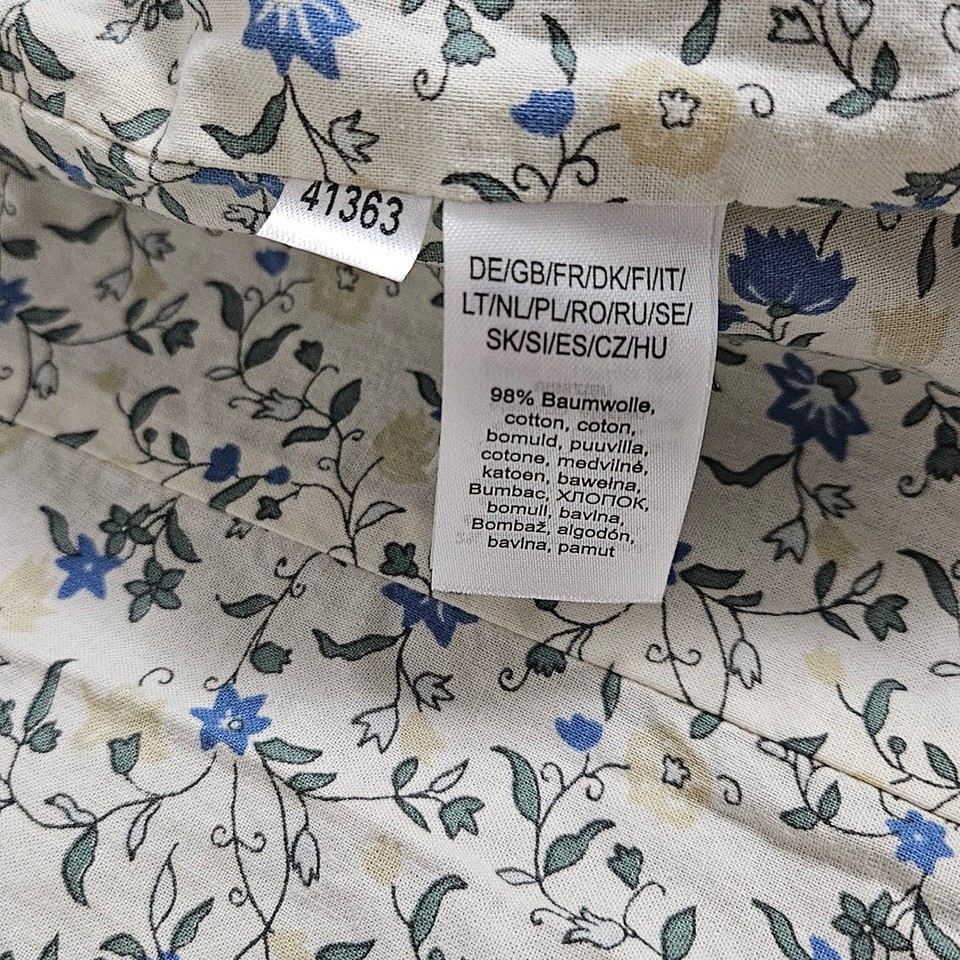 41363
DE/GB/FR/DK/FI/IT/
LT/NL/PL/RO/RU/SE/
SK/SI/ES/CZ/HU
98% Baumwolle,
cotton, coton,
bomuld, puuvilla,
cotone, medvilnė,
katoen, bawełna,
Bumbac, ХЛОПОК,
bomull, bavlna,
Bombaž, algodón,
bavlna, pamut